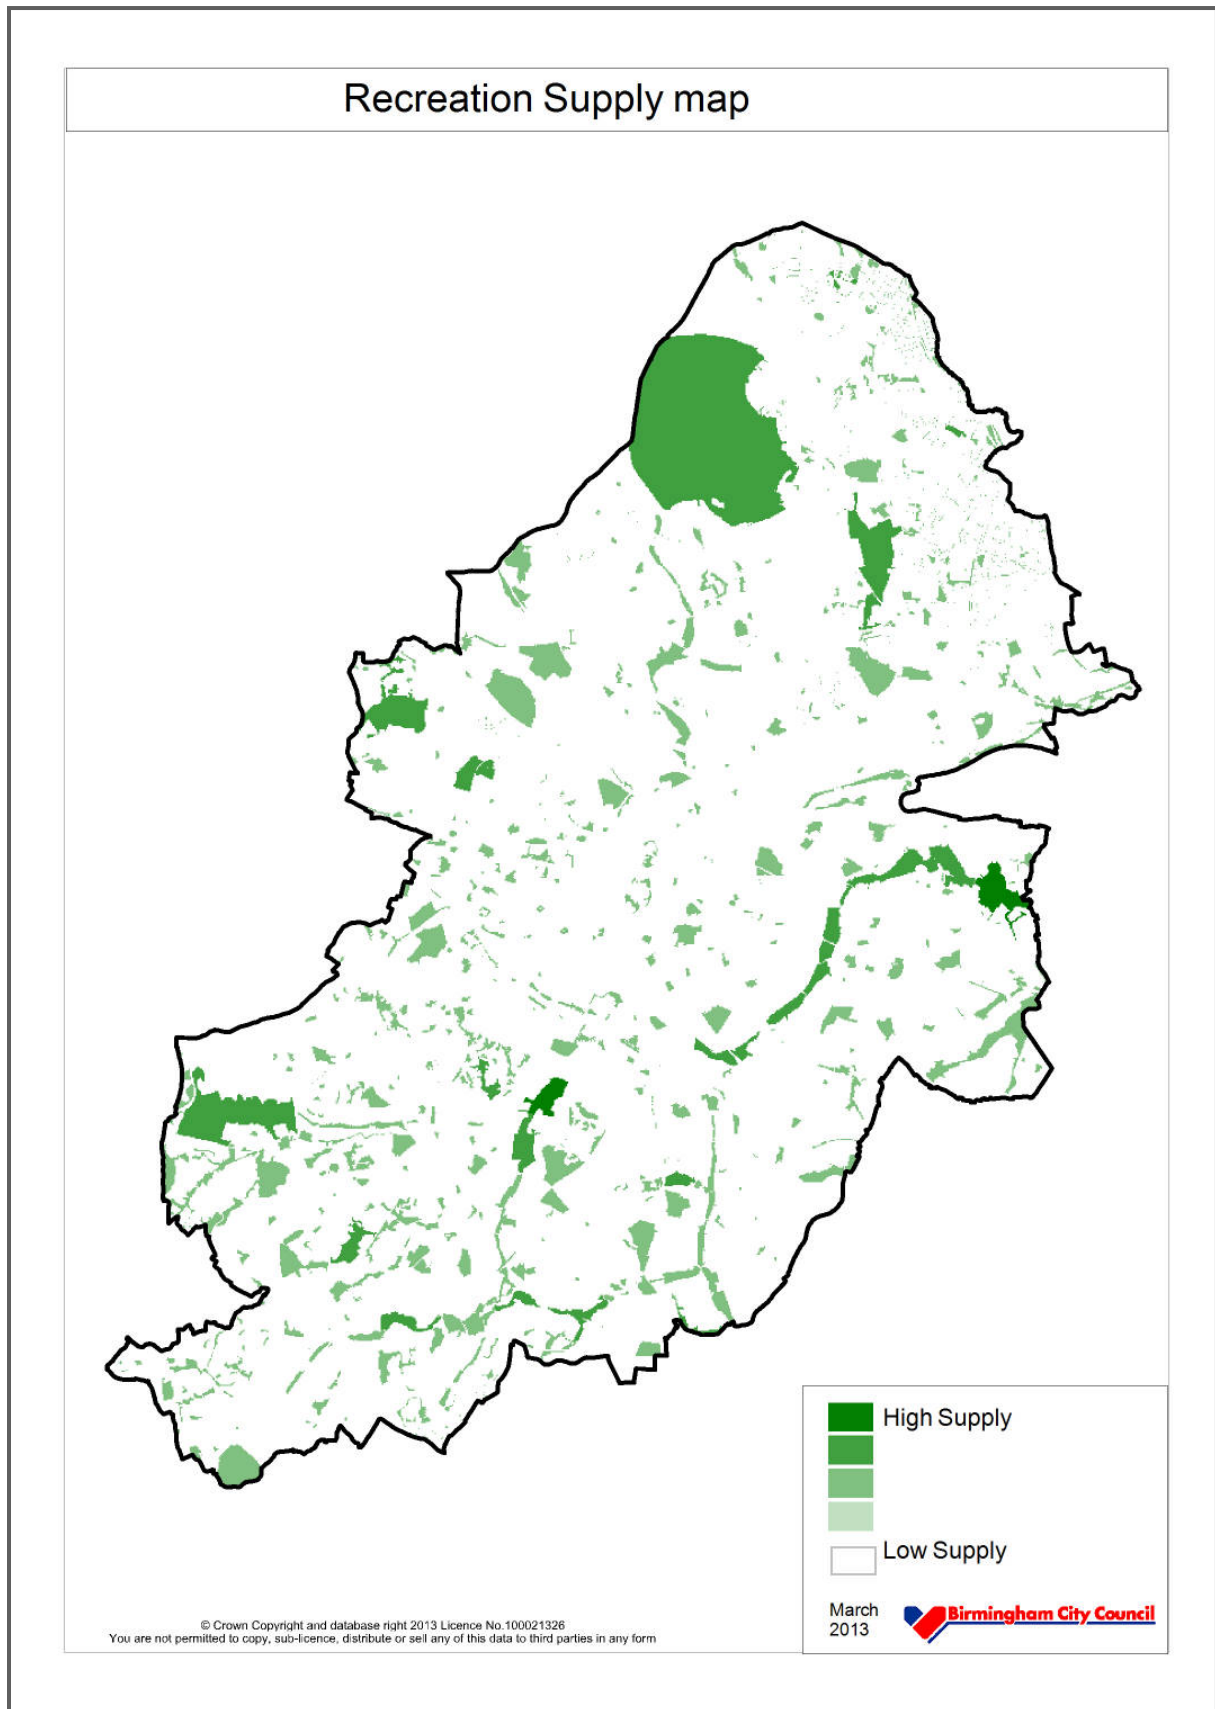 Recreation Supply map
High Supply
Low Supply
March
2013
Birmingham City Council
© Crown Copyright and database right 2013 Licence No.100021326
You are not permitted to copy, sub-licence, distribute or sell any of this data to third parties in any form